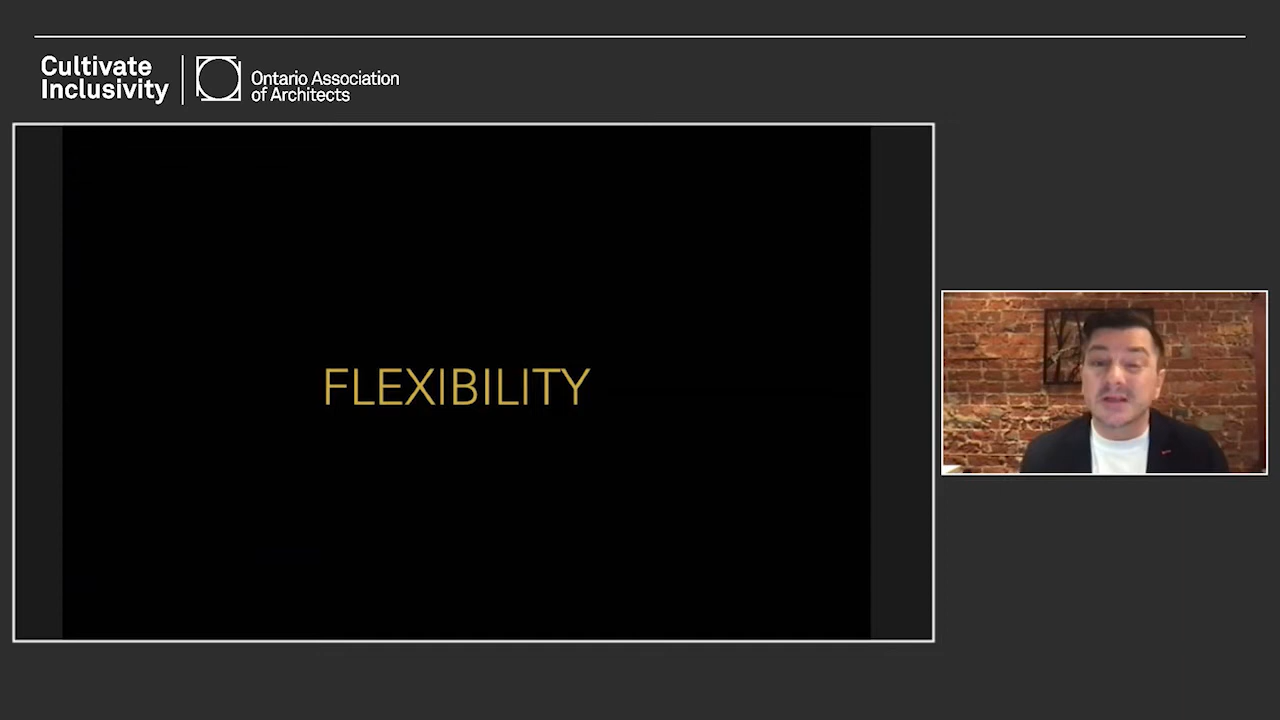 Cultivate
Inclusivity
Ontario Association
of Architects
FLEXIBILITY